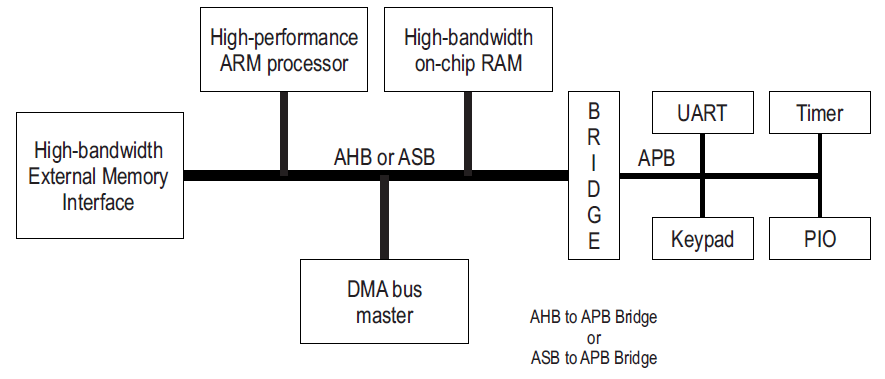 High-performance
ARM processor
High-bandwidth
on-chip RAM
High-bandwidth
External Memory
Interface
AHB or ASB
B
R
I
D
G
E
APB
UART
Timer
Keypad
PIO
DMA bus
master
AHB to APB Bridge
or
ASB to APB Bridge